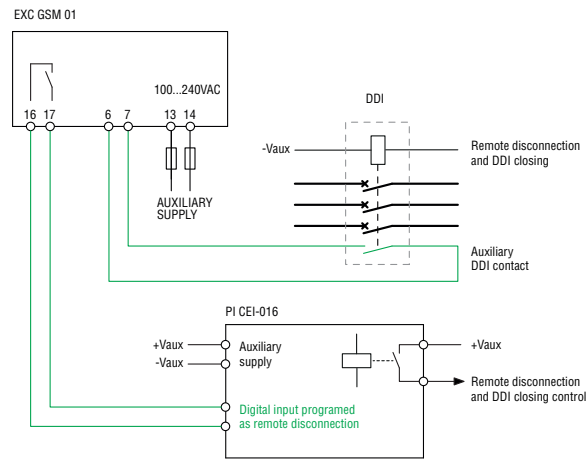 EXC GSM 01
100...240VAC
16 17 6 7 13 14
AUXILIARY
SUPPLY
DDI
-Vaux
Remote disconnection
and DDI closing
Auxiliary
DDI contact
PI CEI-016
+Vaux
-Vaux
Auxiliary
supply
+Vaux
Remote disconnection
and DDI closing control
Digital input programed
as remote disconnection